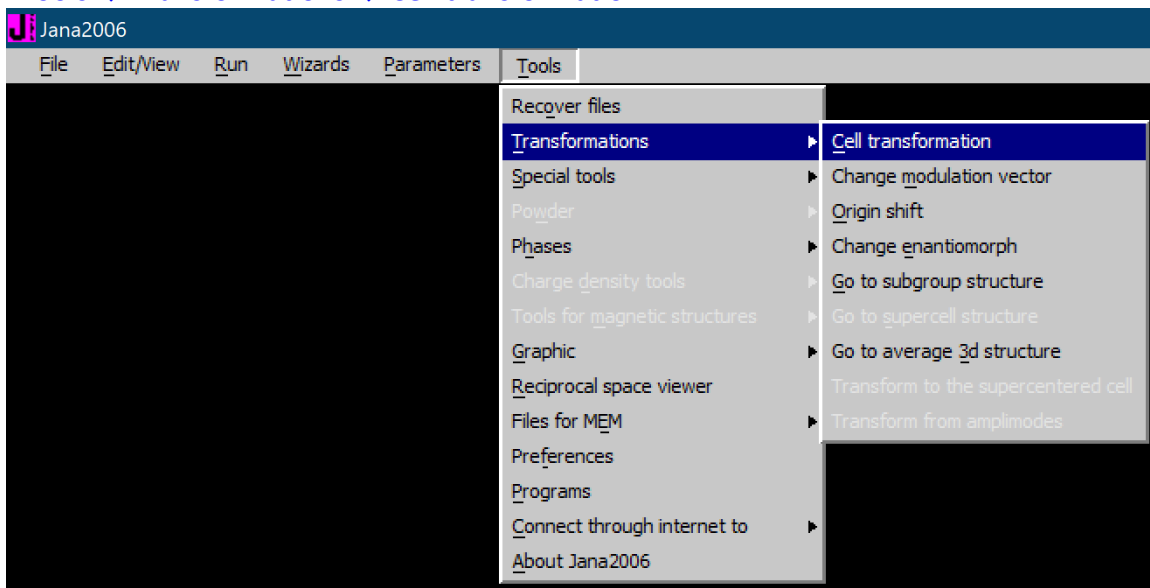 Jana2006
File Edit/View Run Wizards Parameters Tools
Recover files
Transformations
Special tools
Powder
Phases
Charge density tools
Tools for magnetic structures
Graphic
Reciprocal space viewer
Files for MEM
Preferences
Programs
Connect through internet to
About Jana2006
Cell transformation
Change modulation vector
Origin shift
Change enantiomorph
Go to subgroup structure
Go to supercell structure
Go to average 3d structure
Transform to the supercentered cell
Transform from amplimodes